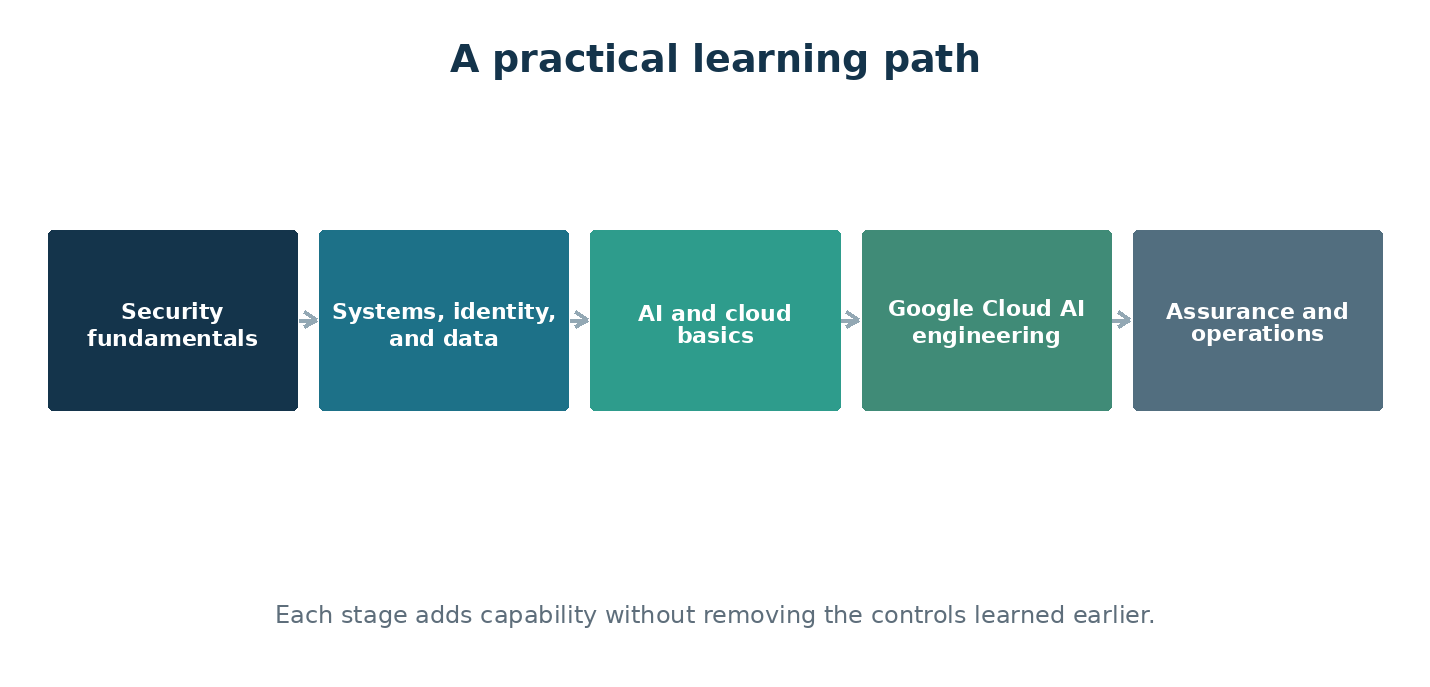 A practical learning path
Security
fundamentals
Systems, identity,
and data
AI and cloud
basics
Google Cloud AI
engineering
Assurance and
operations
Each stage adds capability without removing the controls learned earlier.